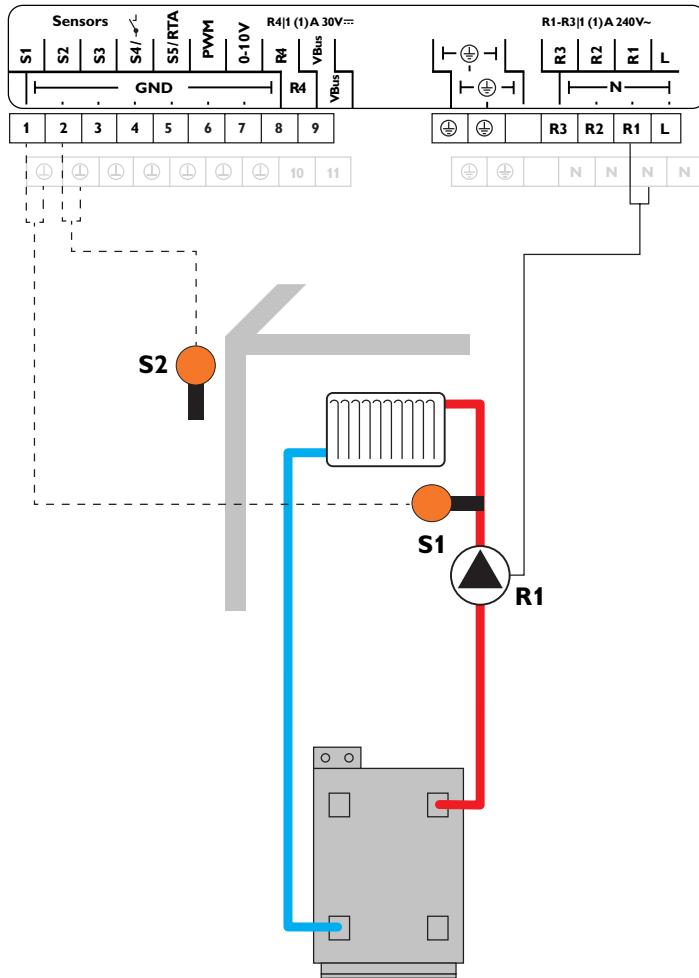 Sensors R4|1 (1) A 30V⎓ R1-R3|1 (1) A 240V~
S1 S2 S3 S4/ S5/RTA PWM 0-10V R4 VBus R3 R2 R1 L
GND R4 VBus N
1 2 3 4 5 6 7 8 9 R3 R2 R1 L
10 11 N N N N
S2
S1
R1